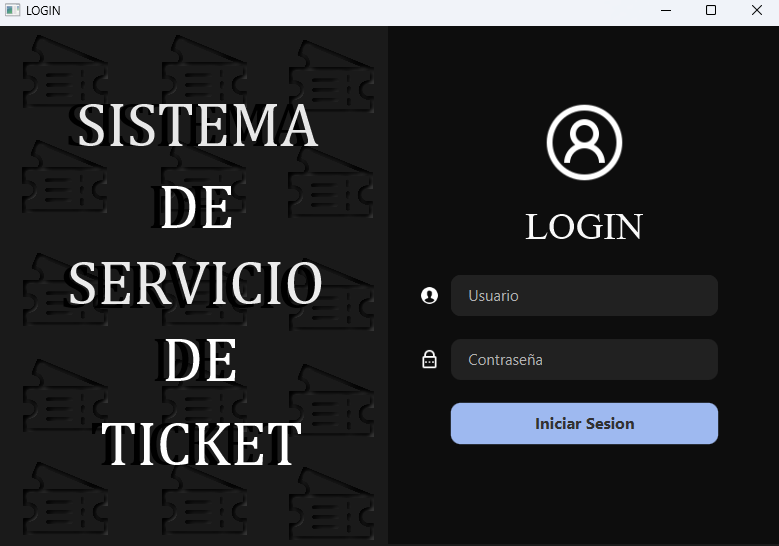 LOGIN
SISTEMA
DE
SERVICIO
DE
TICKET
LOGIN
Usuario
Contraseña
Iniciar Sesion